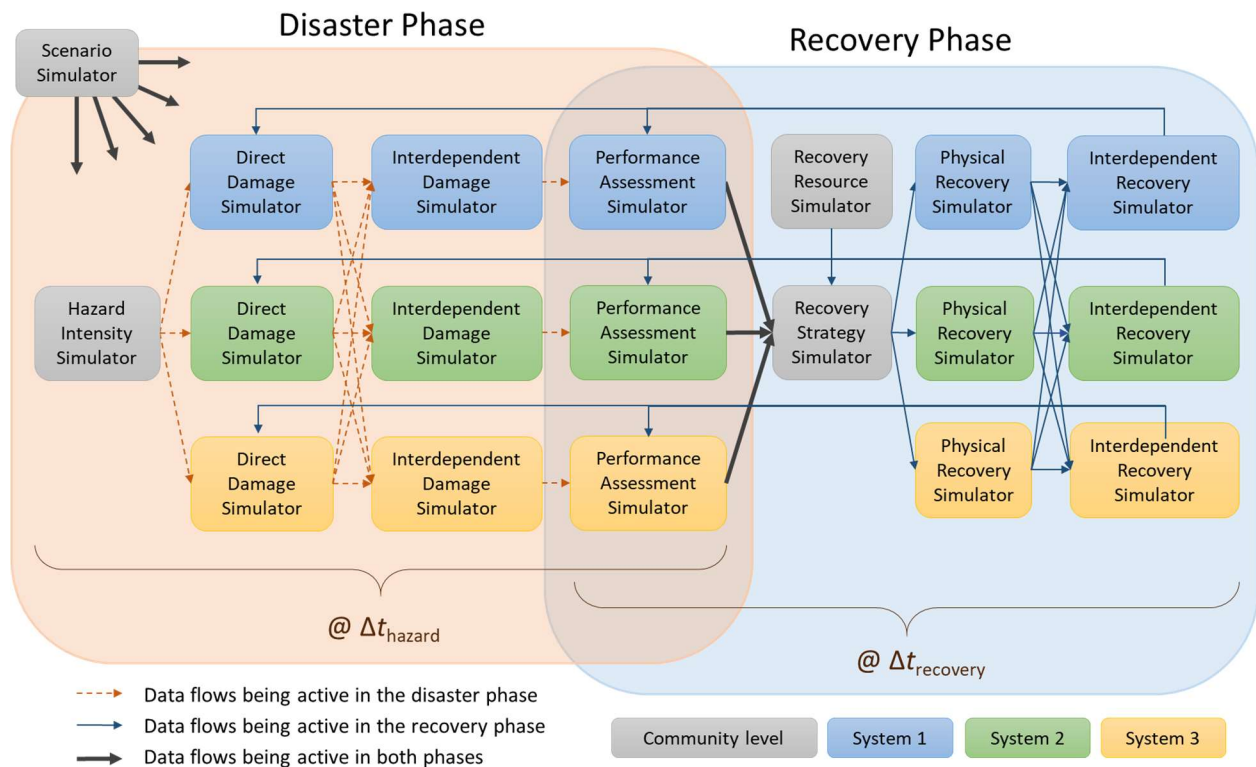 Disaster Phase
Recovery Phase
Scenario
Simulator
Direct
Damage
Simulator
Interdependent
Damage
Simulator
Performance
Assessment
Simulator
Recovery
Resource
Simulator
Physical
Recovery
Simulator
Interdependent
Recovery
Simulator
Hazard
Intensity
Simulator
Direct
Damage
Simulator
Interdependent
Damage
Simulator
Performance
Assessment
Simulator
Recovery
Strategy
Simulator
Physical
Recovery
Simulator
Interdependent
Recovery
Simulator
Direct
Damage
Simulator
Interdependent
Damage
Simulator
Performance
Assessment
Simulator
Physical
Recovery
Simulator
Interdependent
Recovery
Simulator
@ Δt hazard
@ Δt recovery
Data flows being active in the disaster phase
Data flows being active in the recovery phase
Data flows being active in both phases
Community level
System 1
System 2
System 3